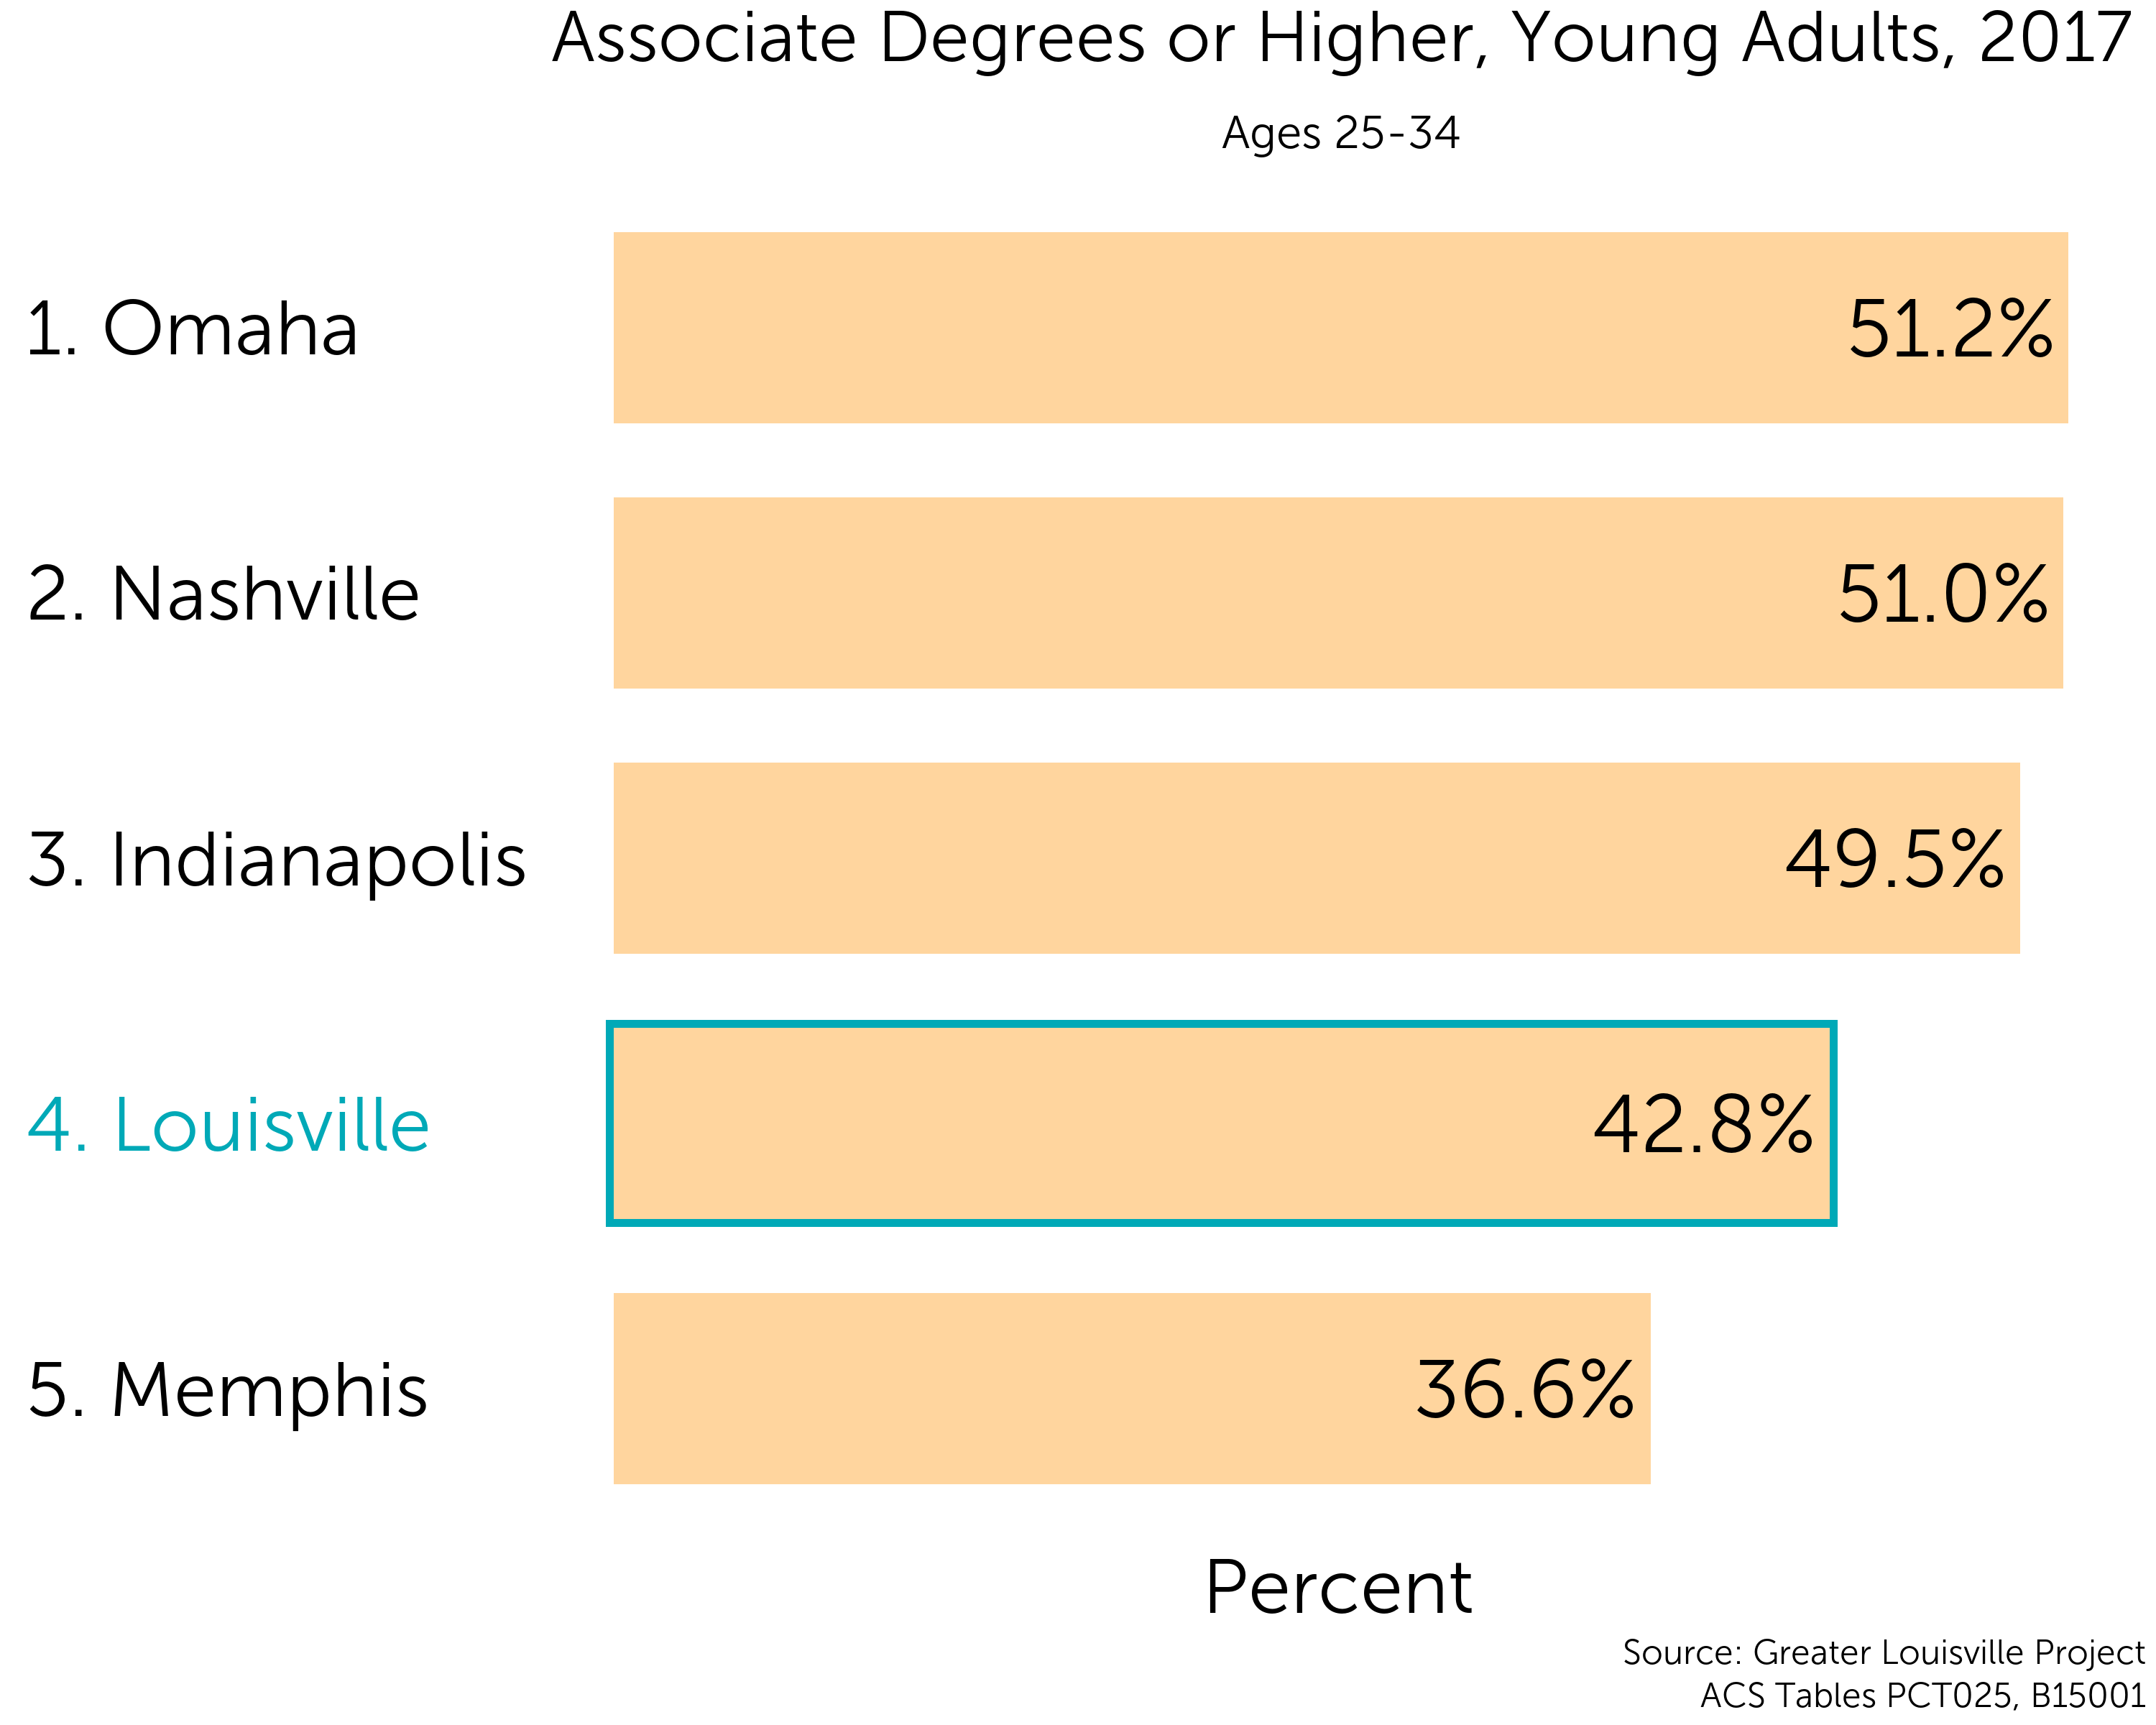 Associate Degrees or Higher, Young Adults, 2017
Ages 25-34
1. Omaha 51.2%
2. Nashville 51.0%
3. Indianapolis 49.5%
4. Louisville 42.8%
5. Memphis 36.6%
Percent
Source: Greater Louisville Project
ACS Tables PCT025, B15001